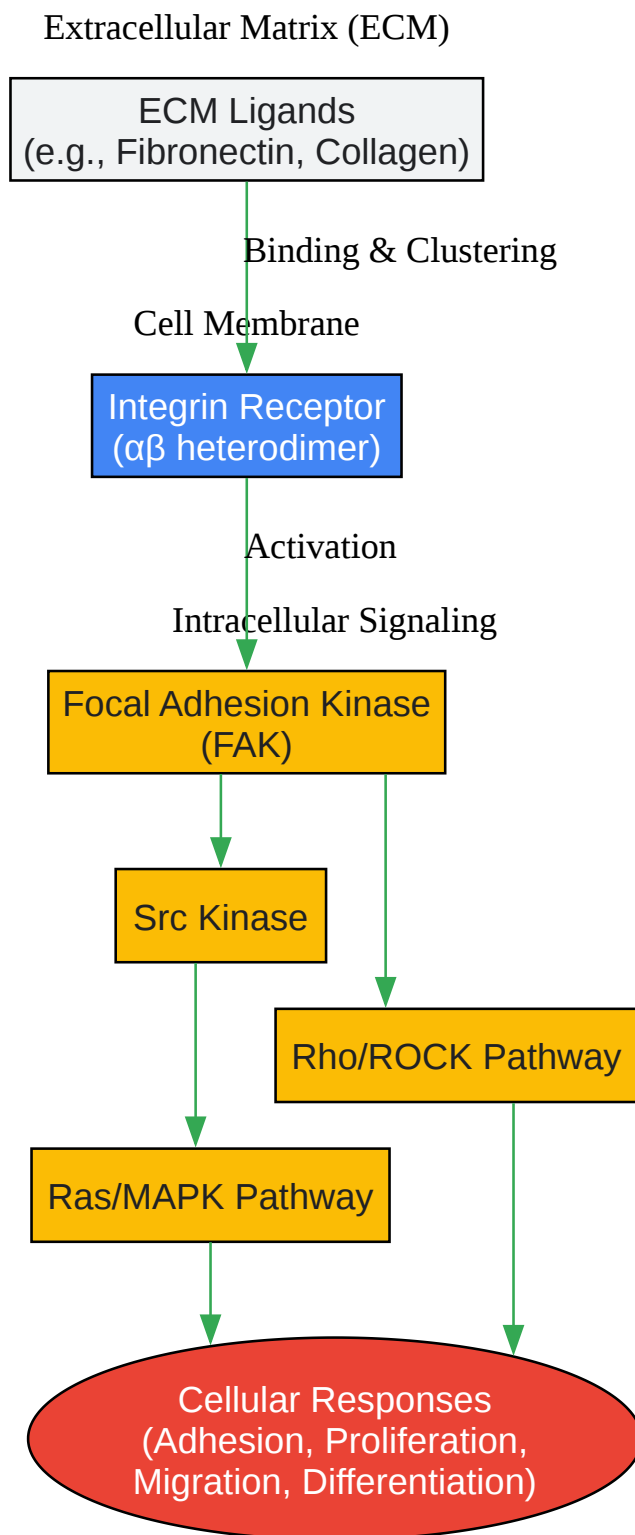 Extracellular Matrix (ECM)
ECM Ligands
(e.g., Fibronectin, Collagen)
Binding & Clustering
Cell Membrane
Integrin Receptor
(αβ heterodimer)
Activation
Intracellular Signaling
Focal Adhesion Kinase
(FAK)
Src Kinase
Rho/ROCK Pathway
Ras/MAPK Pathway
Cellular Responses
(Adhesion, Proliferation,
Migration, Differentiation)